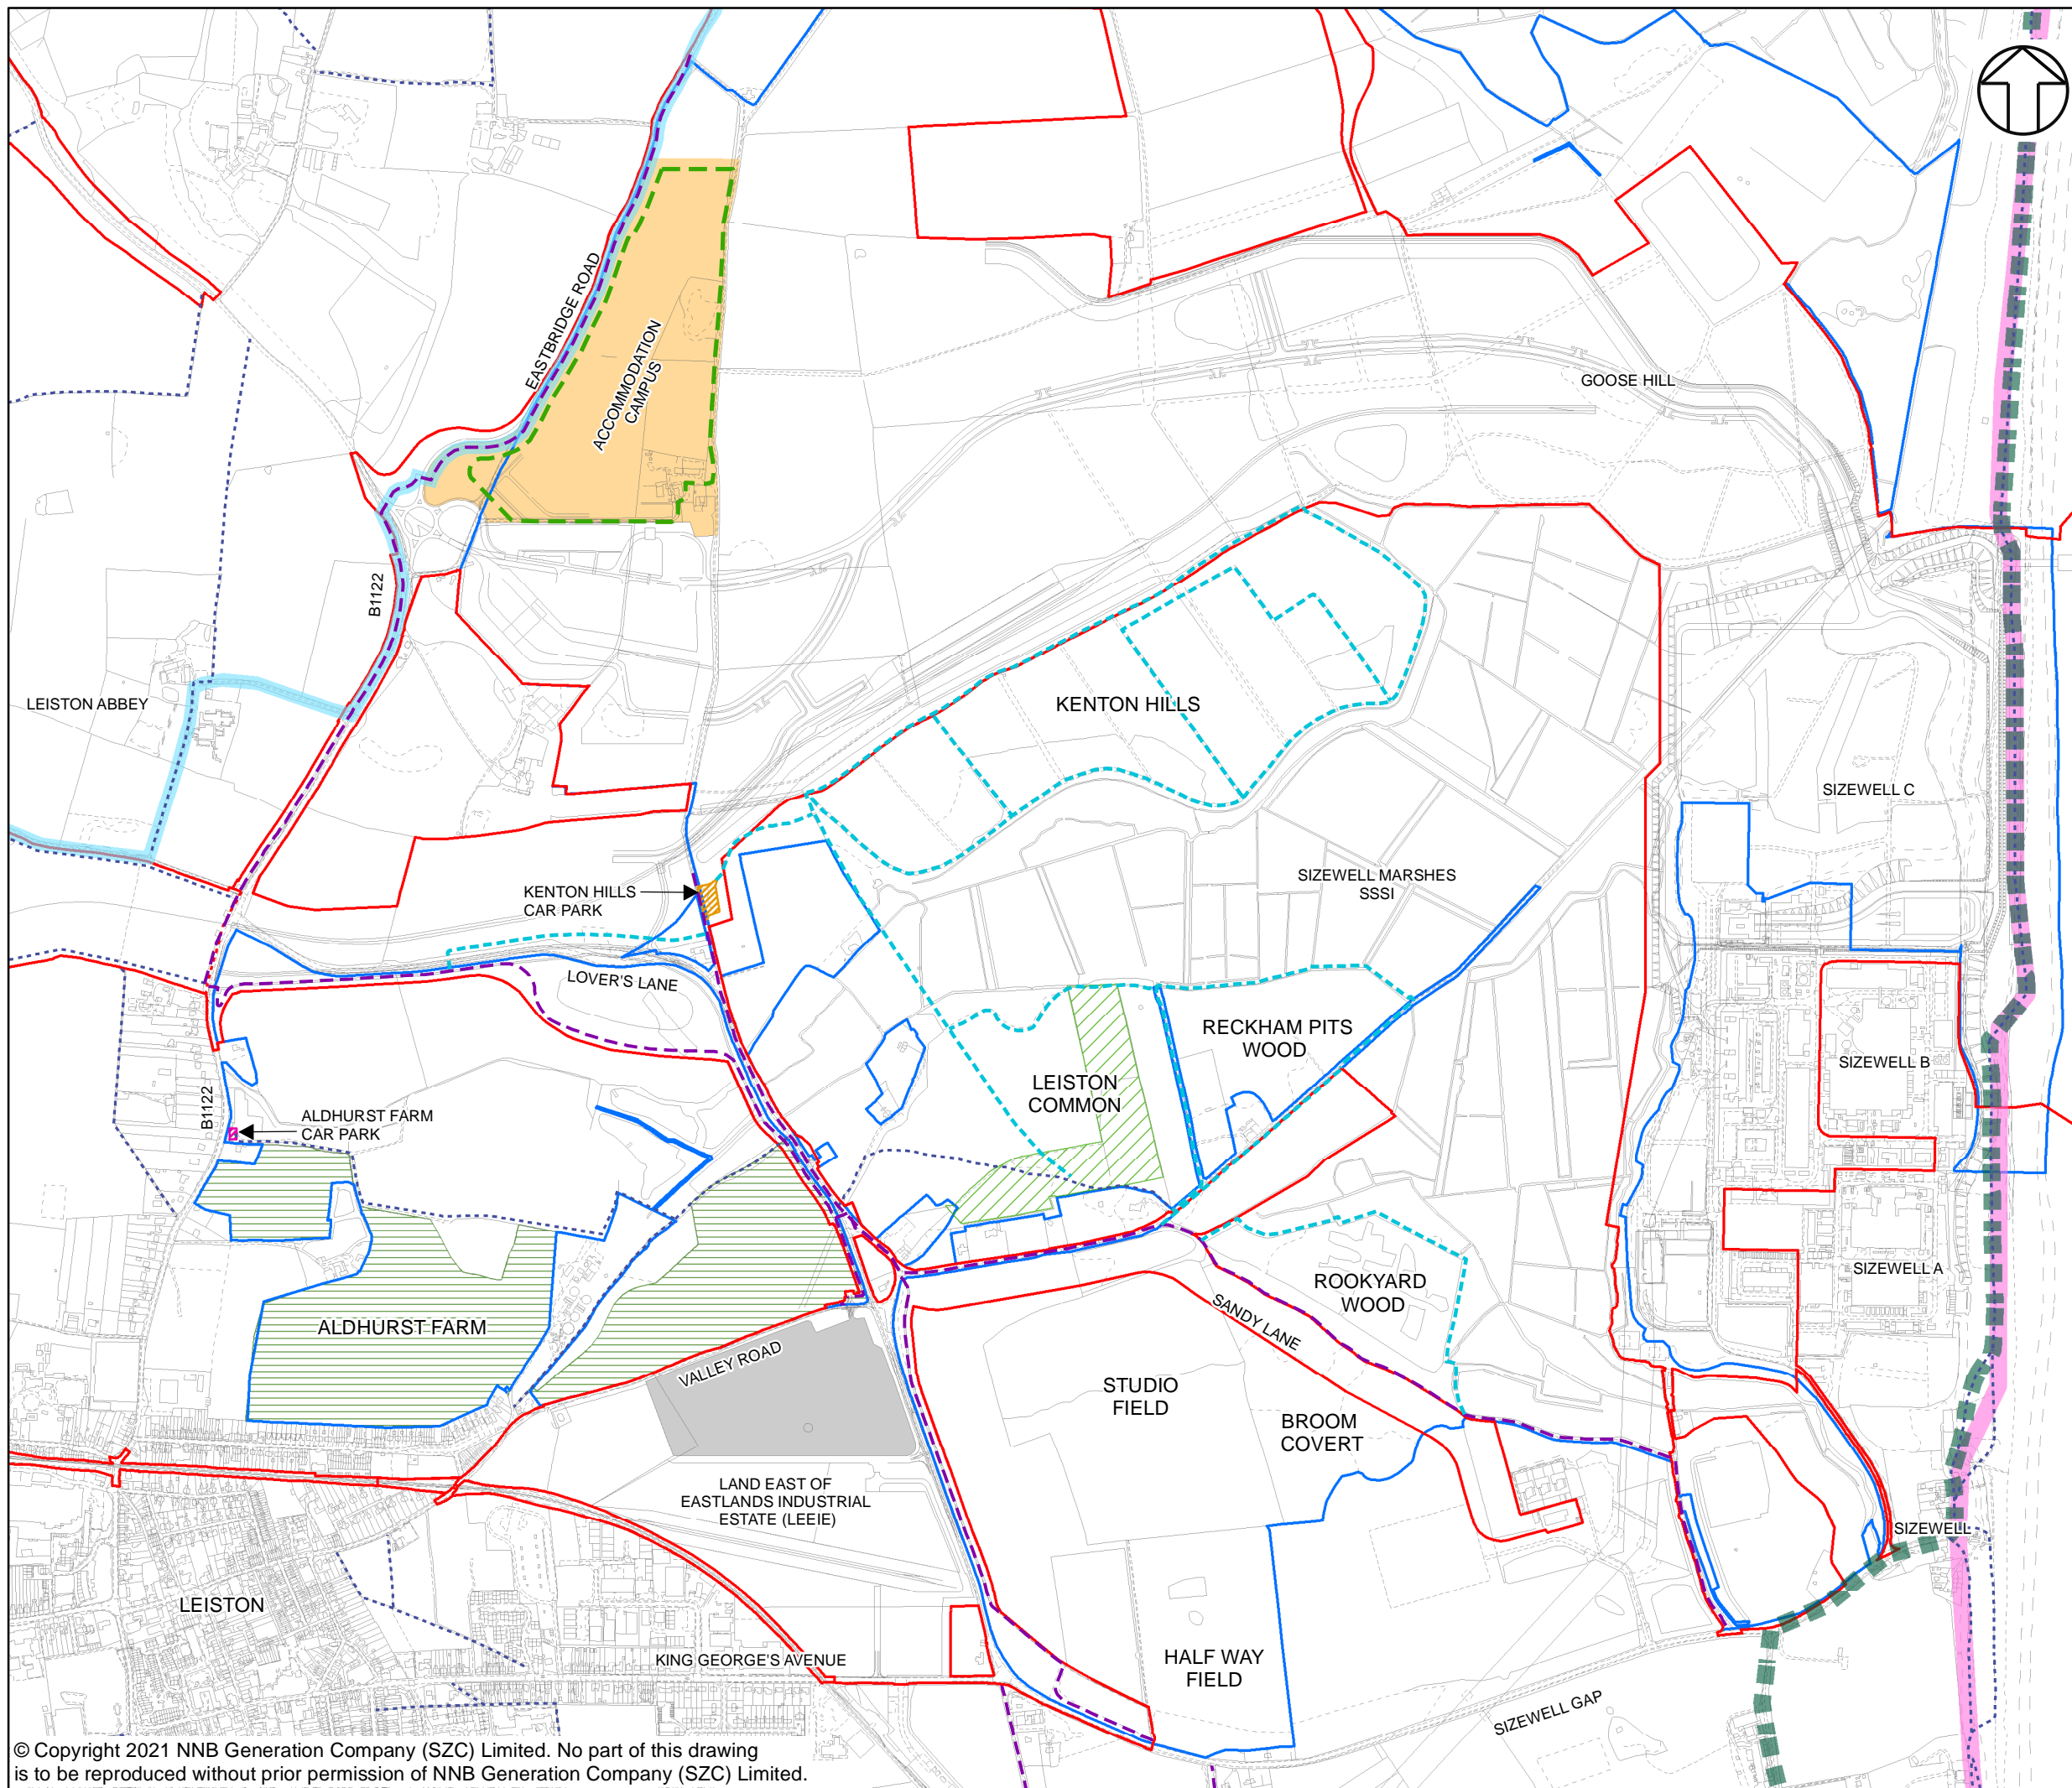 EASTBRIDGE ROAD
ACCOMMODATION
CAMPUS
GOOSE HILL
B1122
LEISTON ABBEY
KENTON HILLS
SIZEWELL C
KENTON HILLS
CAR PARK
SIZEWELL MARSHES
SSSI
LOVER'S LANE
RECKHAM PITS
WOOD
SIZEWELL B
LEISTON
COMMON
B1122
ALDHURST FARM
CAR PARK
SIZEWELL A
ROOKYARD
WOOD
SANDY LANE
ALDHURST FARM
VALLEY ROAD
STUDIO
FIELD
BROOM
COVERT
LAND EAST OF
EASTLANDS INDUSTRIAL
ESTATE (LEEIE)
SIZEWELL
LEISTON
KING GEORGE'S AVENUE
HALF WAY
FIELD
SIZEWELL GAP
© Copyright 2021 NNB Generation Company (SZC) Limited. No part of this drawing
is to be reproduced without prior permission of NNB Generation Company (SZC) Limited.